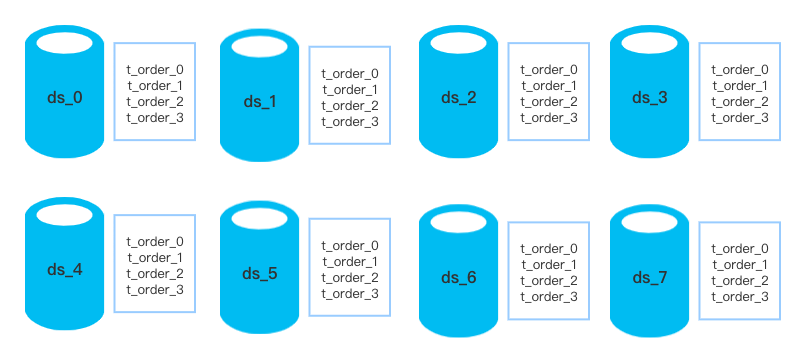 ds_0
t_order_0
t_order_1
t_order_2
t_order_3
ds_1
t_order_0
t_order_1
t_order_2
t_order_3
ds_2
t_order_0
t_order_1
t_order_2
t_order_3
ds_3
t_order_0
t_order_1
t_order_2
t_order_3
ds_4
t_order_0
t_order_1
t_order_2
t_order_3
ds_5
t_order_0
t_order_1
t_order_2
t_order_3
ds_6
t_order_0
t_order_1
t_order_2
t_order_3
ds_7
t_order_0
t_order_1
t_order_2
t_order_3